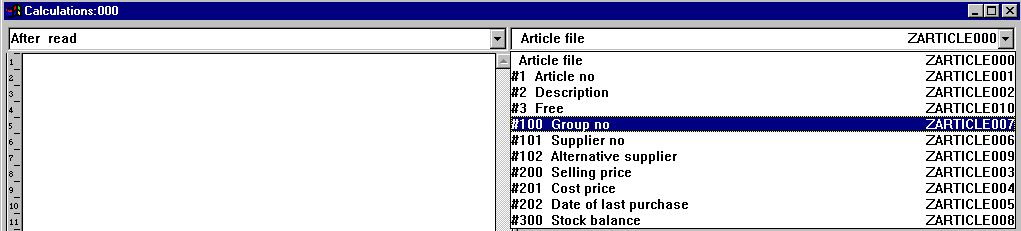 Calculations:000
After read
Article file ZARTICLE000
Article file ZARTICLE000
#1 Article no ZARTICLE001
#2 Description ZARTICLE002
#3 Free ZARTICLE010
#100 Group no ZARTICLE007
#101 Supplier no ZARTICLE006
#102 Alternative supplier ZARTICLE009
#200 Selling price ZARTICLE003
#201 Cost price ZARTICLE004
#202 Date of last purchase ZARTICLE005
#300 Stock balance ZARTICLE008
1
2
3
4
5
6
7
8
9
10
11